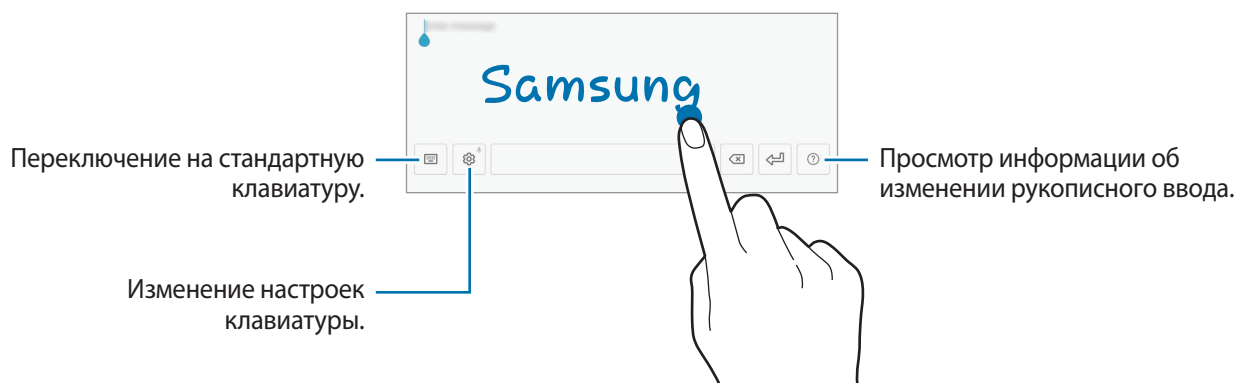 Samsung
Переключение на стандартную
клавиатуру.
Просмотр информации об
изменении рукописного ввода.
Изменение настроек
клавиатуры.